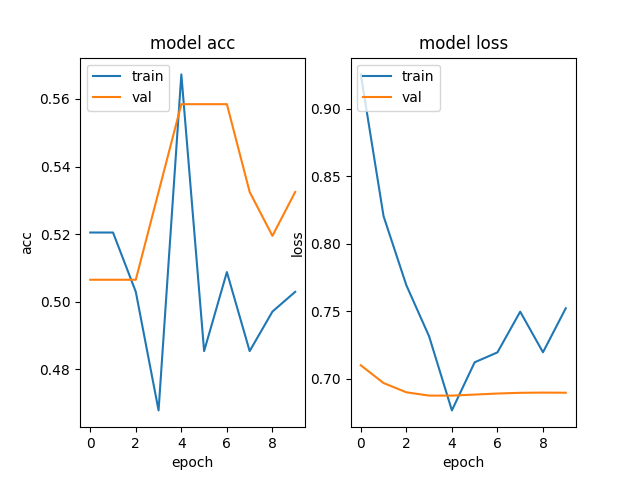 model acc
train
val
0.56
0.54
0.52
0.50
0.48
acc
0 2 4 6 8
epoch
model loss
train
val
0.90
0.85
0.80
0.75
0.70
loss
0 2 4 6 8
epoch